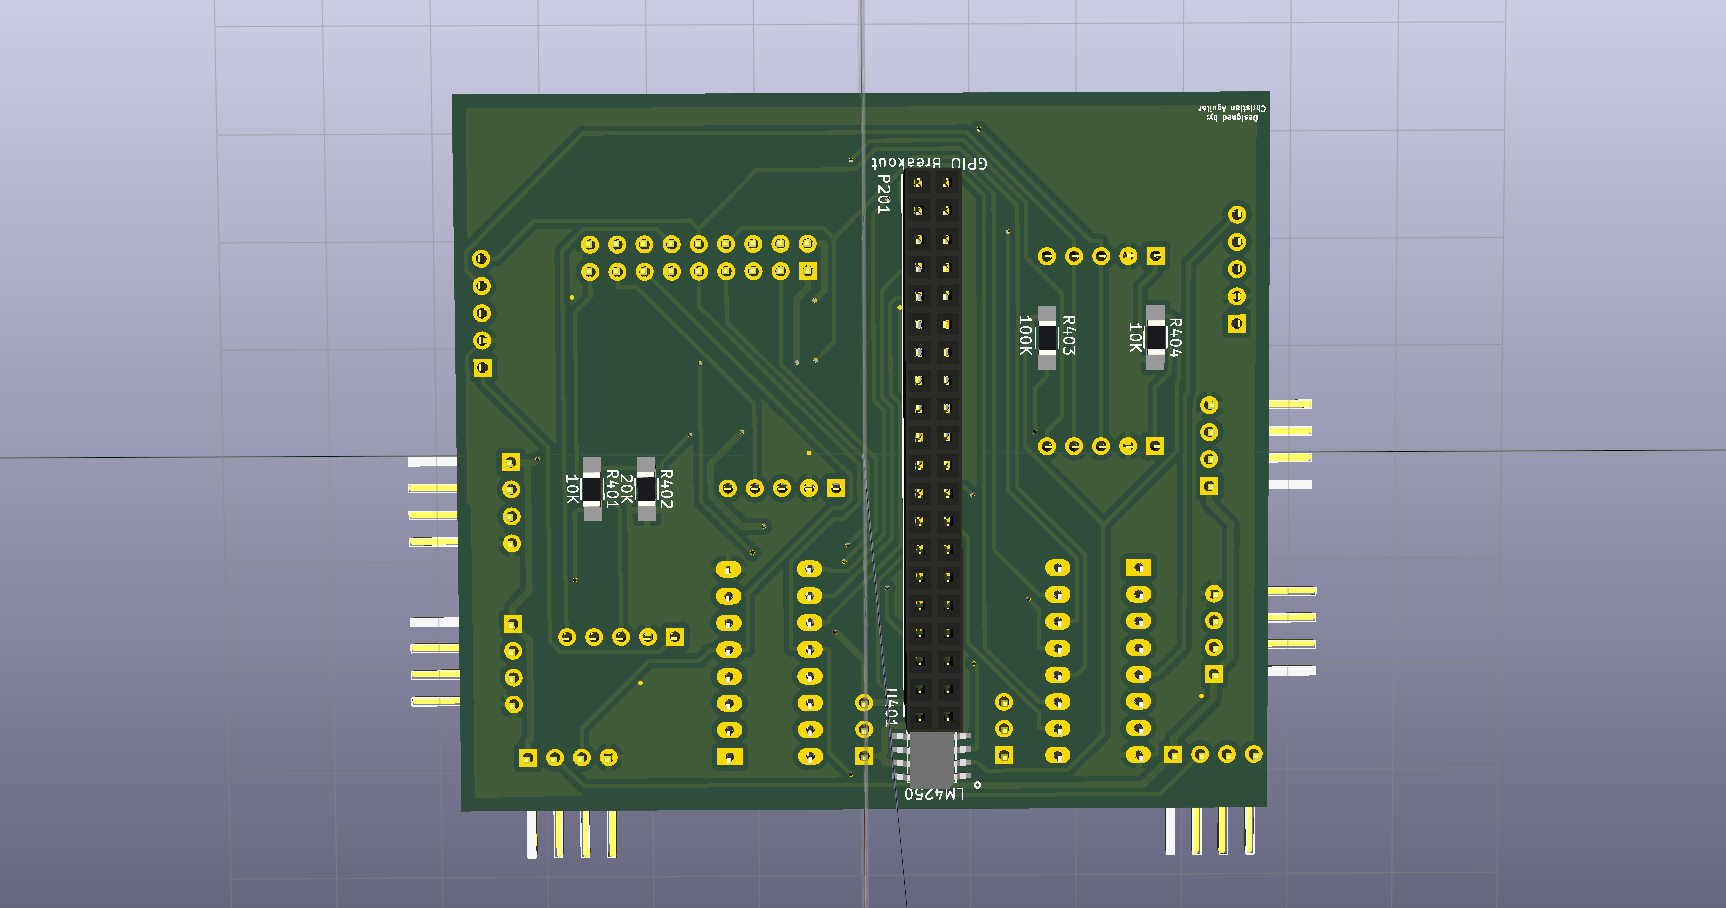 Designed by:
Christian Aguilar
GPIO Breakout
P201
R403
100K
R404
10K
R401
10K
R402
20K
U401
LM4250